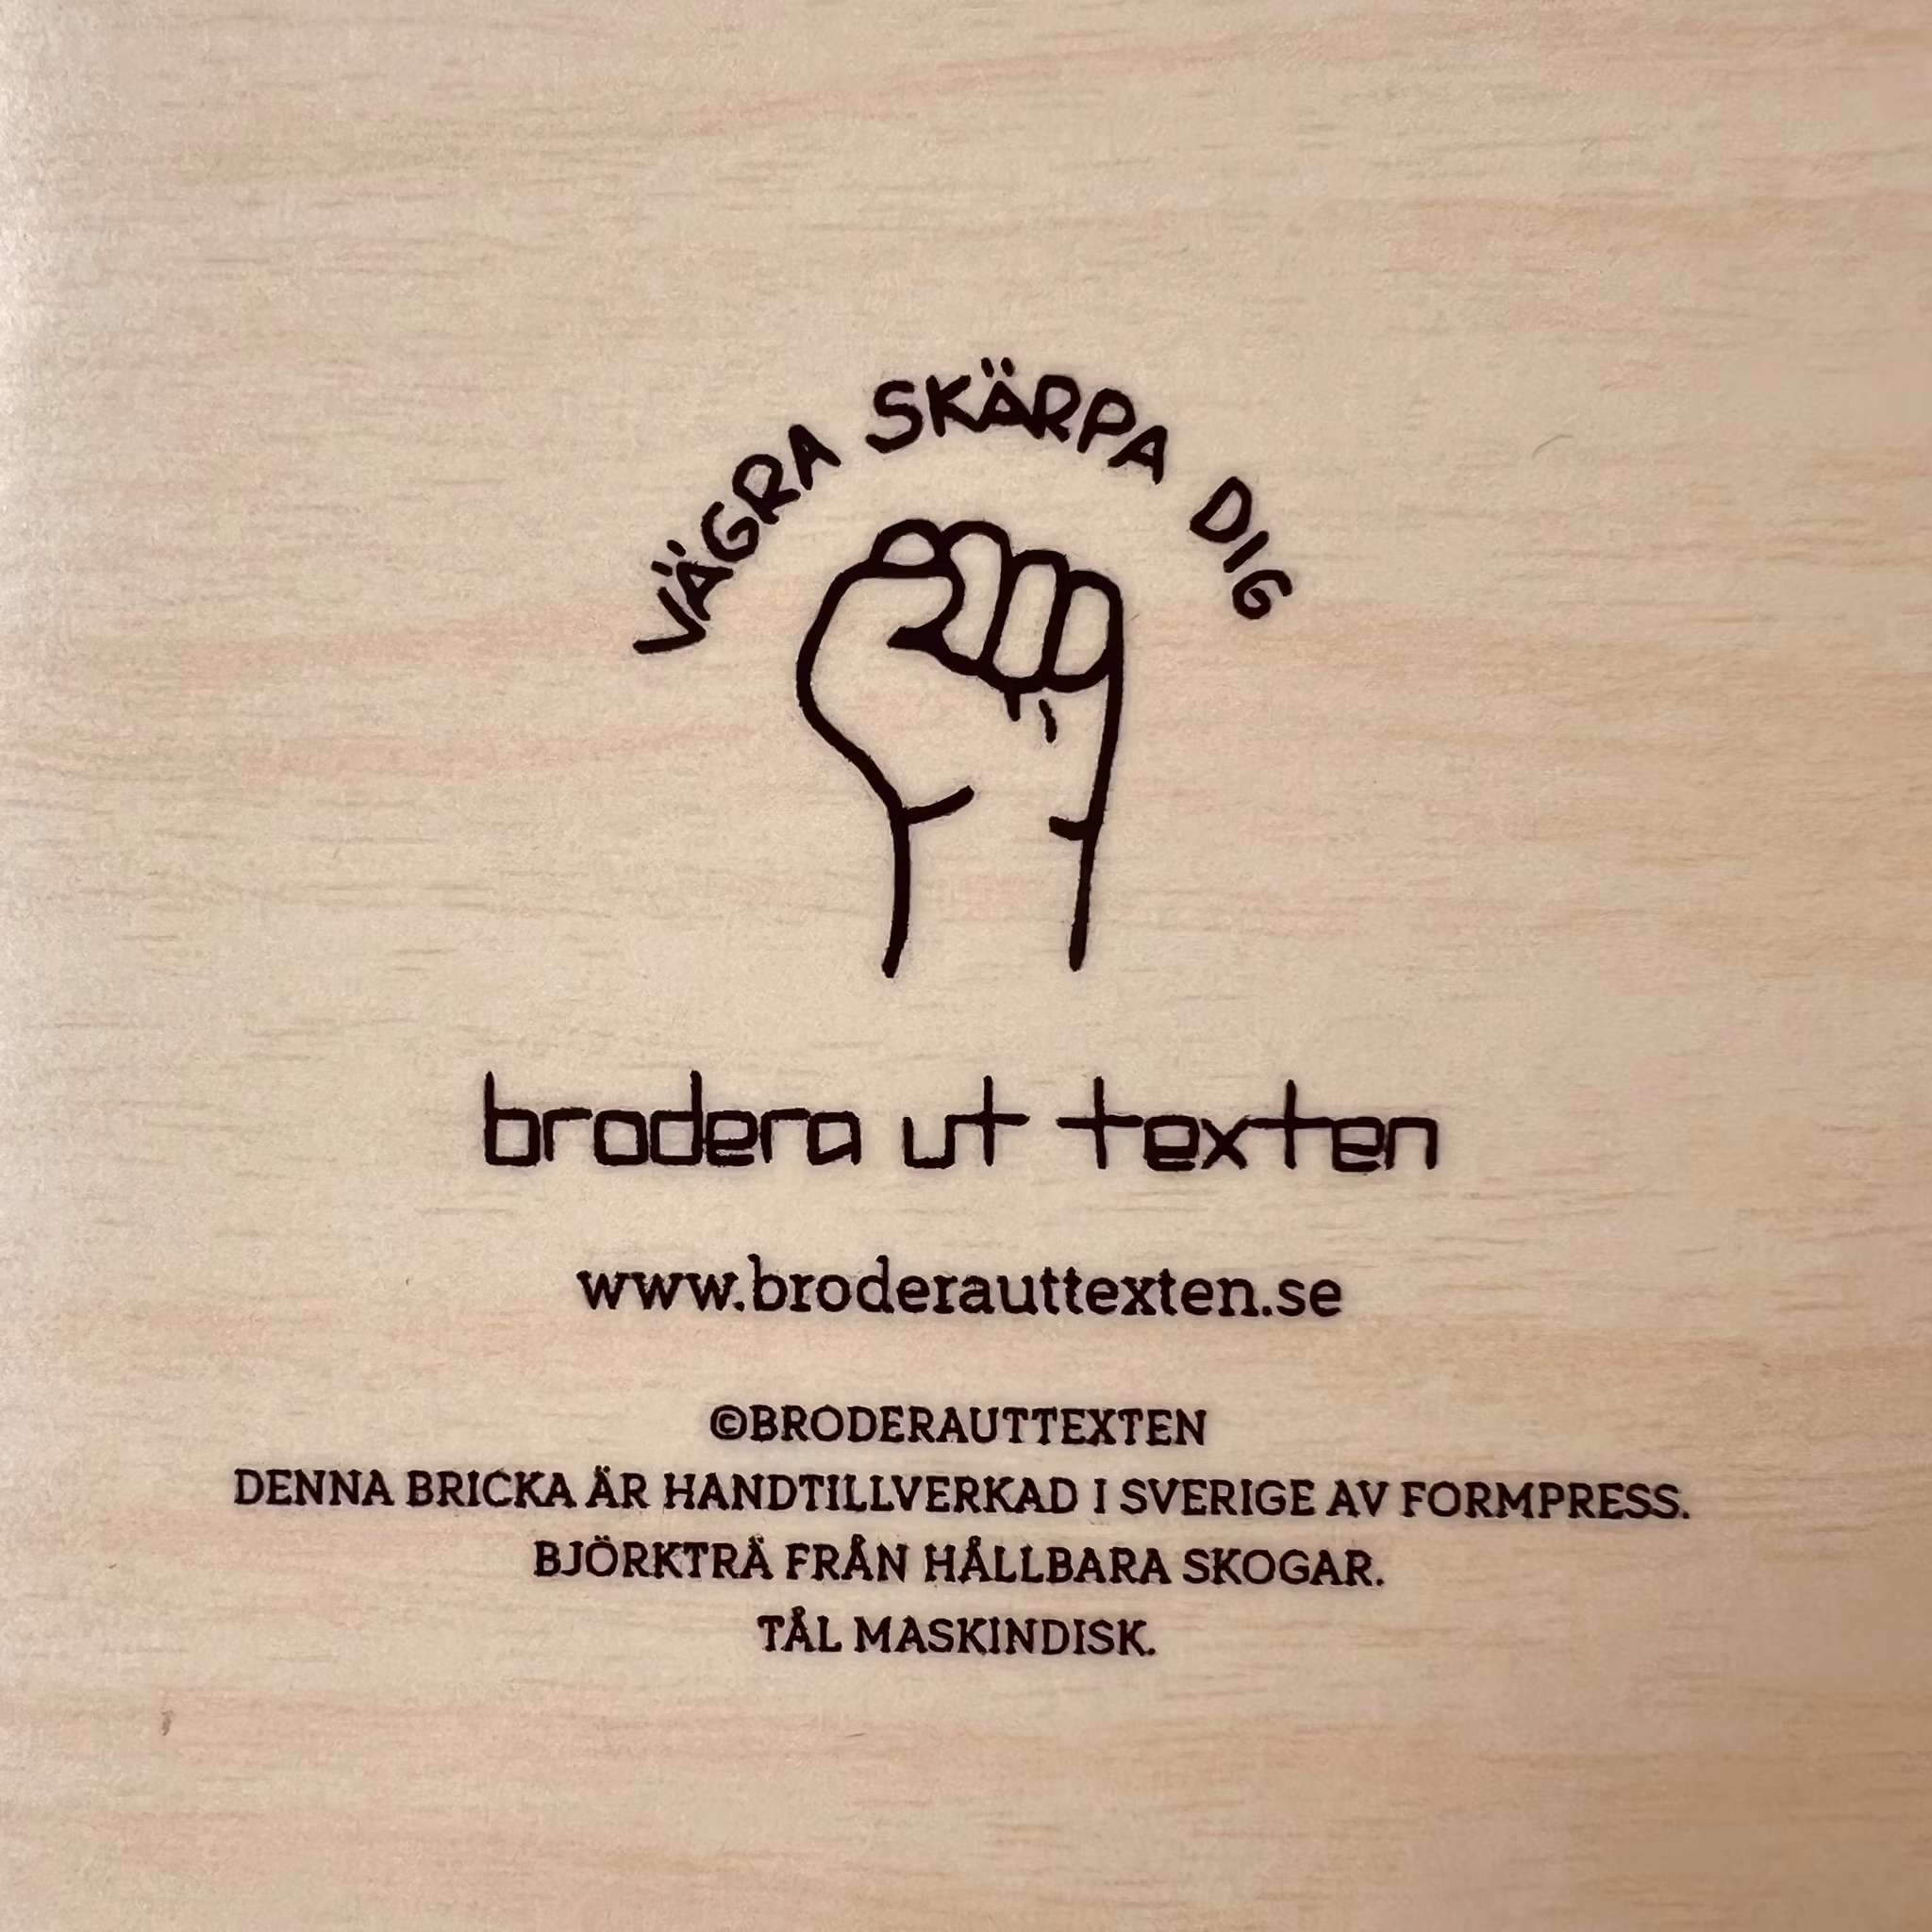 VÄGRA SKÄRPA DIG
brodera ut texten
www.broderauttexten.se
©BRODERAUTTEXTEN
DENNA BRICKA ÄR HANDTILLVERKAD I SVERIGE AV FORMPRESS.
BJÖRKTRÄ FRÅN HÅLLBARA SKOGAR.
TÅL MASKINDISK.